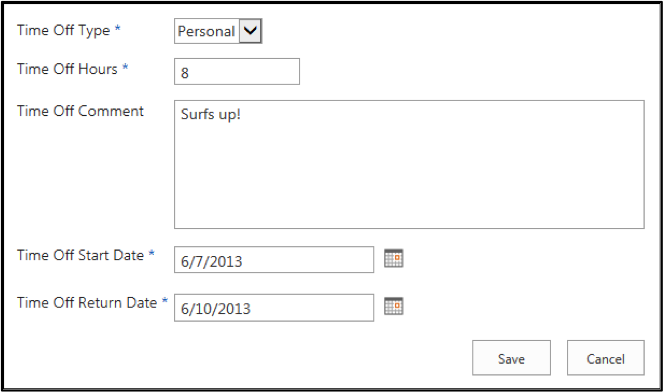 Time Off Type * Personal
Time Off Hours * 8
Time Off Comment Surfs up!
Time Off Start Date * 6/7/2013
Time Off Return Date * 6/10/2013
Save Cancel